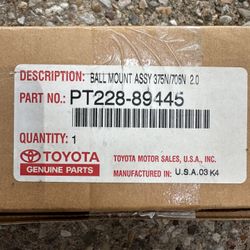 DESCRIPTION: BALL MOUNT ASSY 375N/706N 2.0
PART NO.: PT228-89445
QUANTITY: 1
TOYOTA
GENUINE PARTS
TOYOTA MOTOR SALES, U.S.A., INC.
MANUFACTURED IN: U.S.A.03 K4